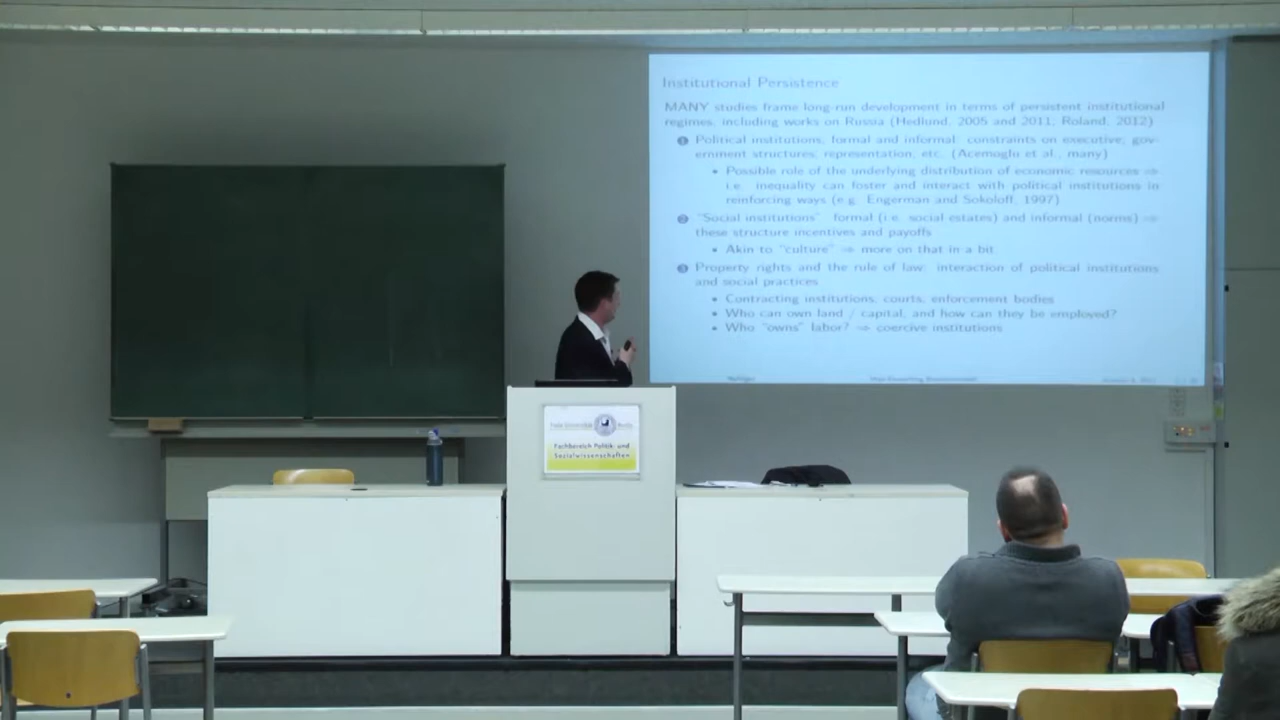 Institutional Persistence
MANY studies frame long-run development in terms of persistent institutional
regimes, including works on Russia (Hedlund, 2005 and 2011; Roland, 2012)
1 Political institutions, formal and informal: constraints on executive; gov-
ernment structures; representation, etc. (Acemoglu et al., many)
• Possible role of the underlying distribution of economic resources ⇒
i.e. inequality can foster and interact with political institutions in
reinforcing ways (e.g. Engerman and Sokoloff, 1997)
2 "Social institutions" formal (i.e. social estates) and informal (norms) ⇒
these structure incentives and payoffs
• Akin to "culture" ⇒ more on that in a bit
3 Property rights and the rule of law: interaction of political institutions
and social practices
• Contracting institutions, courts, enforcement bodies
• Who can own land / capital, and how can they be employed?
• Who "owns" labor? ⇒ coercive institutions
Freie Universität Berlin
Fachbereich Politik- und
Sozialwissenschaften